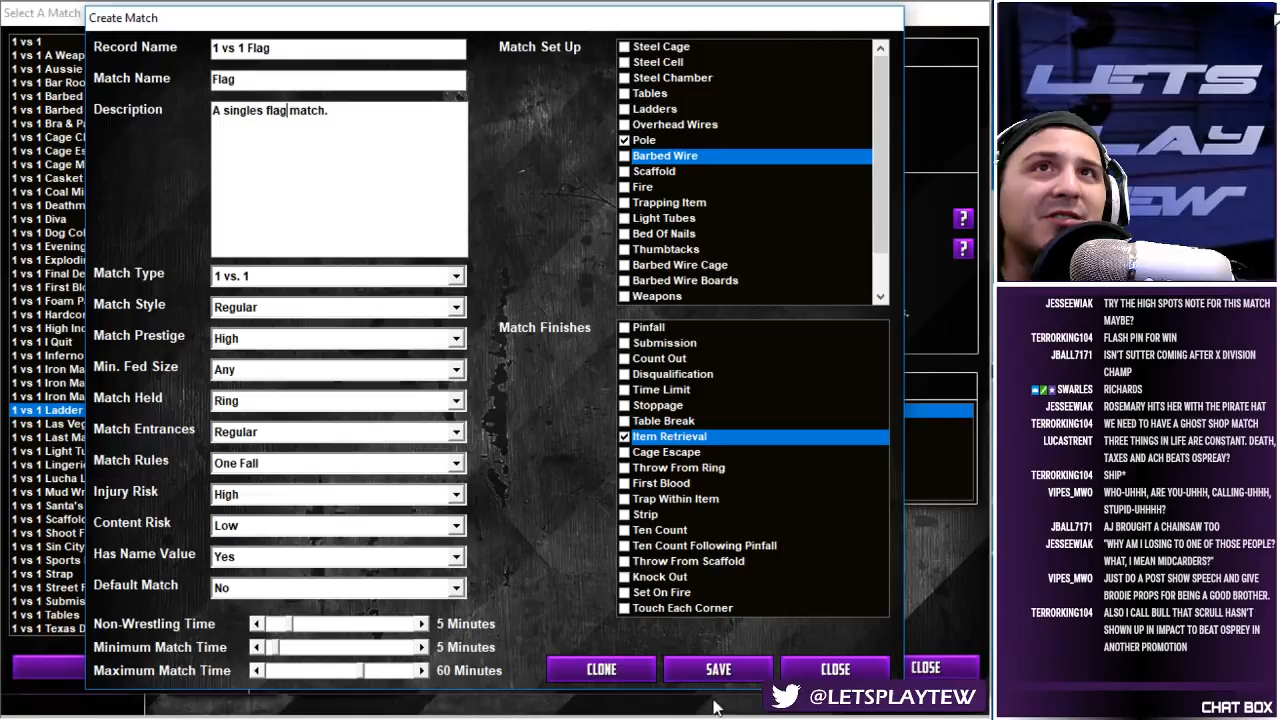 Select A Match
Create Match
1 vs 1
1 vs 1 A Weap
1 vs 1 Aussie
1 vs 1 Bar Roo
1 vs 1 Barbed
1 vs 1 Barbed
1 vs 1 Bra & P
1 vs 1 Cage C
1 vs 1 Cage Es
1 vs 1 Cage M
1 vs 1 Casket
1 vs 1 Coal Mi
1 vs 1 Deathm
1 vs 1 Diva
1 vs 1 Dog Co
1 vs 1 Evening
1 vs 1 Explodi
1 vs 1 Final De
1 vs 1 First Blo
1 vs 1 Foam P
1 vs 1 Hardcor
1 vs 1 High Inc
1 vs 1 I Quit
1 vs 1 Inferno
1 vs 1 Iron Ma
1 vs 1 Iron Ma
1 vs 1 Iron Ma
1 vs 1 Ladder
1 vs 1 Las Veg
1 vs 1 Last Ma
1 vs 1 Light Tu
1 vs 1 Lingerie
1 vs 1 Lucha L
1 vs 1 Mud Wr
1 vs 1 Santa's
1 vs 1 Scaffol
1 vs 1 Shoot F
1 vs 1 Sin City
1 vs 1 Sports
1 vs 1 Strap
1 vs 1 Street F
1 vs 1 Submis
1 vs 1 Tables
1 vs 1 Texas D
Record Name 1 vs 1 Flag
Match Name Flag
Description A singles flag match.
Match Type 1 vs. 1
Match Style Regular
Match Prestige High
Min. Fed Size Any
Match Held Ring
Match Entrances Regular
Match Rules One Fall
Injury Risk High
Content Risk Low
Has Name Value Yes
Default Match No
Non-Wrestling Time 5 Minutes
Minimum Match Time 5 Minutes
Maximum Match Time 60 Minutes
Match Set Up
Steel Cage
Steel Cell
Steel Chamber
Tables
Ladders
Overhead Wires
Pole
Barbed Wire
Scaffold
Fire
Trapping Item
Light Tubes
Bed Of Nails
Thumbtacks
Barbed Wire Cage
Barbed Wire Boards
Weapons
Match Finishes
Pinfall
Submission
Count Out
Disqualification
Time Limit
Stoppage
Table Break
Item Retrieval
Cage Escape
Throw From Ring
First Blood
Trap Within Item
Strip
Ten Count
Ten Count Following Pinfall
Throw From Scaffold
Knock Out
Set On Fire
Touch Each Corner
CLONE SAVE CLOSE CLOSE
?
?
@LETSPLAYTEW
LETS
PLAY
TEW
JESSEEWIAK TRY THE HIGH SPOTS NOTE FOR THIS MATCH
MAYBE?
TERRORKING104 FLASH PIN FOR WIN
JBALL7171 ISN'T SUTTER COMING AFTER X DIVISION
CHAMP
SWARLES RICHARDS
JESSEEWIAK ROSEMARY HITS HER WITH THE PIRATE HAT
TERRORKING104 WE NEED TO HAVE A GHOST SHOP MATCH
LUCASTRENT THREE THINGS IN LIFE ARE CONSTANT. DEATH,
TAXES AND ACH BEATS OSPREAY?
TERRORKING104 SHIP*
VIPES_MWO WHO-UHHH, ARE YOU-UHHH, CALLING-UHHH,
STUPID-UHHHH?
JBALL7171 AJ BROUGHT A CHAINSAW TOO
JESSEEWIAK "WHY AM I LOSING TO ONE OF THOSE PEOPLE?
WHAT, I MEAN MIDCARDERS?"
VIPES_MWO JUST DO A POST SHOW SPEECH AND GIVE
BRODIE PROPS FOR BEING A GOOD BROTHER.
TERRORKING104 ALSO I CALL BULL THAT SCRULL HASN'T
SHOWN UP IN IMPACT TO BEAT OSPREY IN
ANOTHER PROMOTION
CHAT BOX